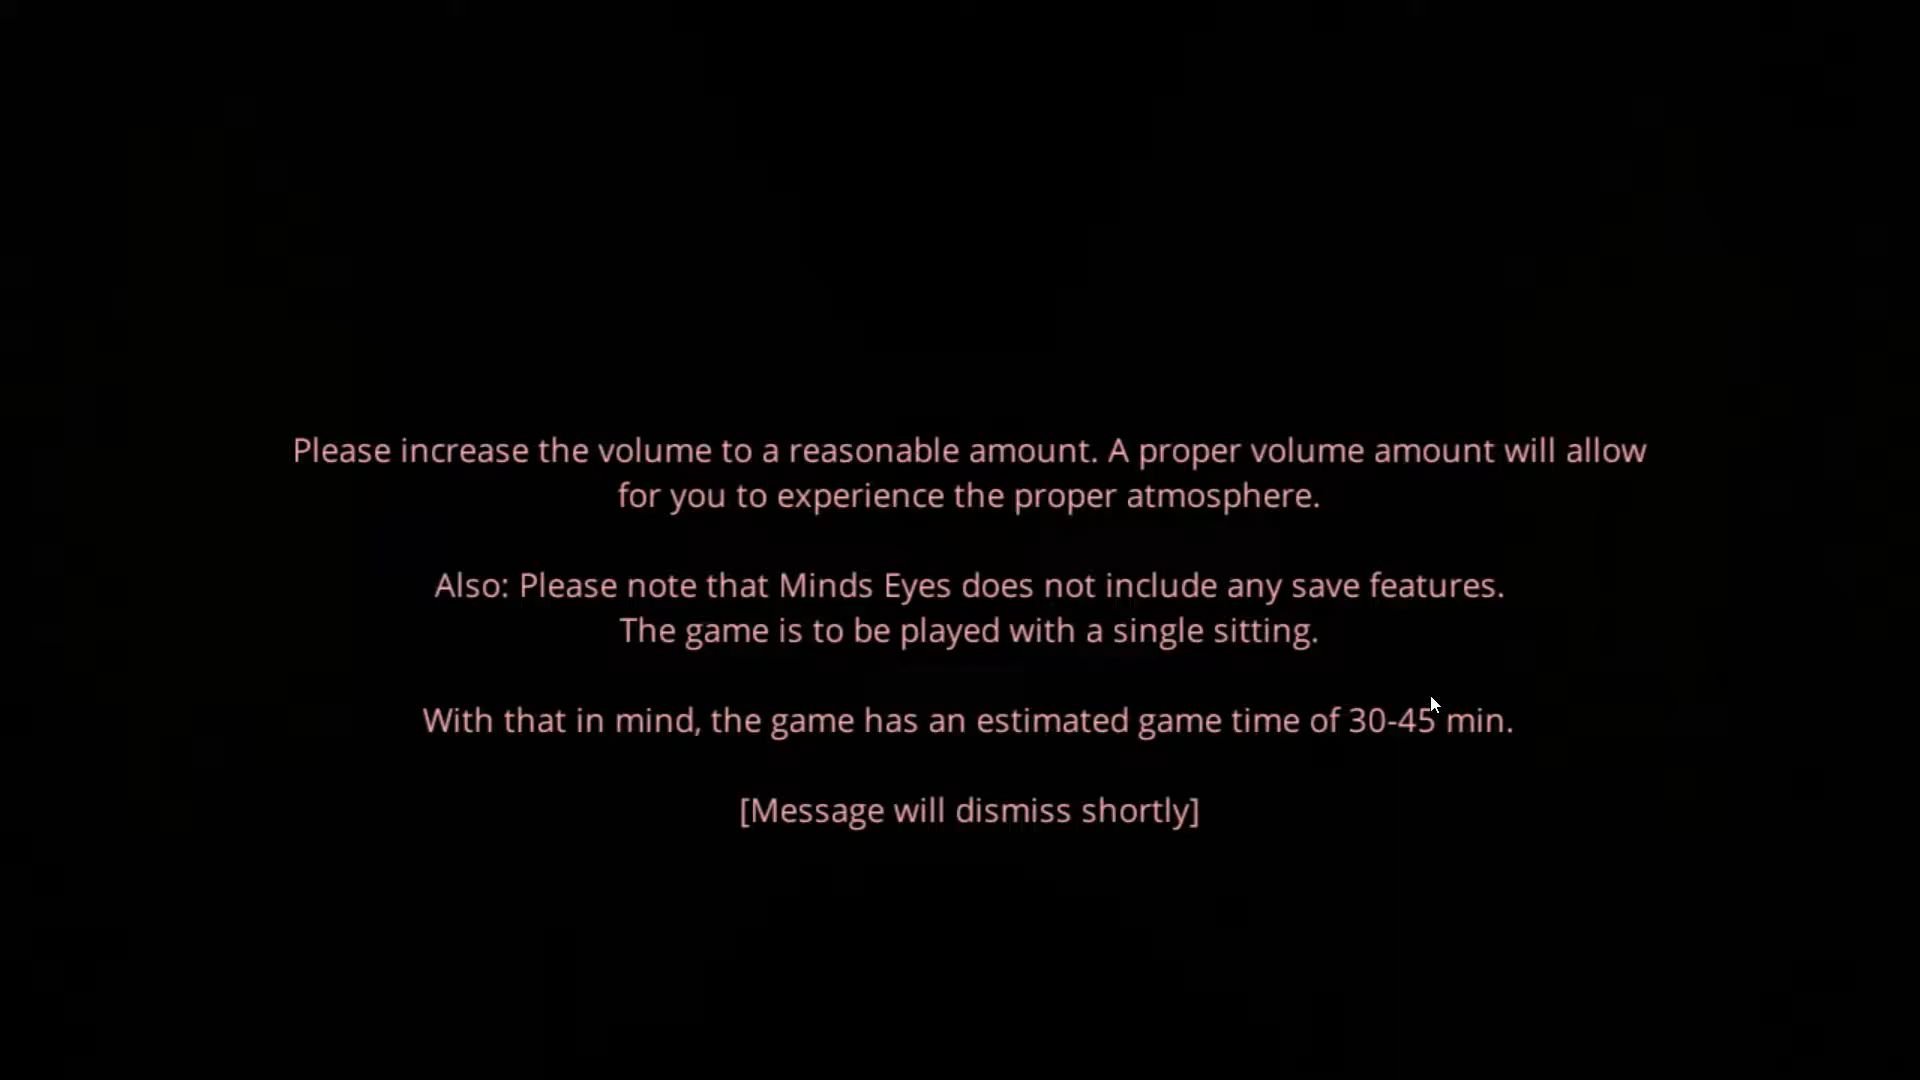 Please increase the volume to a reasonable amount. A proper volume amount will allow
for you to experience the proper atmosphere.
Also: Please note that Minds Eyes does not include any save features.
The game is to be played with a single sitting.
With that in mind, the game has an estimated game time of 30-45 min.
[Message will dismiss shortly]